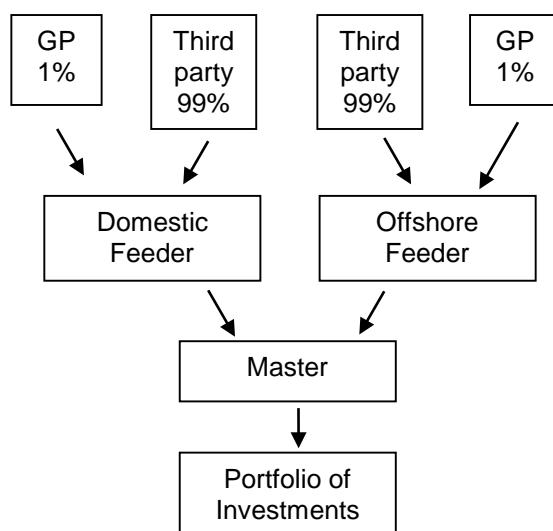 GP
1%
Third
party
99%
Third
party
99%
GP
1%
Domestic
Feeder
Offshore
Feeder
Master
Portfolio of
Investments